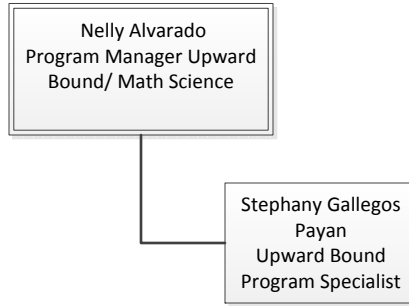 Nelly Alvarado
Program Manager Upward
Bound/ Math Science
Stephany Gallegos
Payan
Upward Bound
Program Specialist